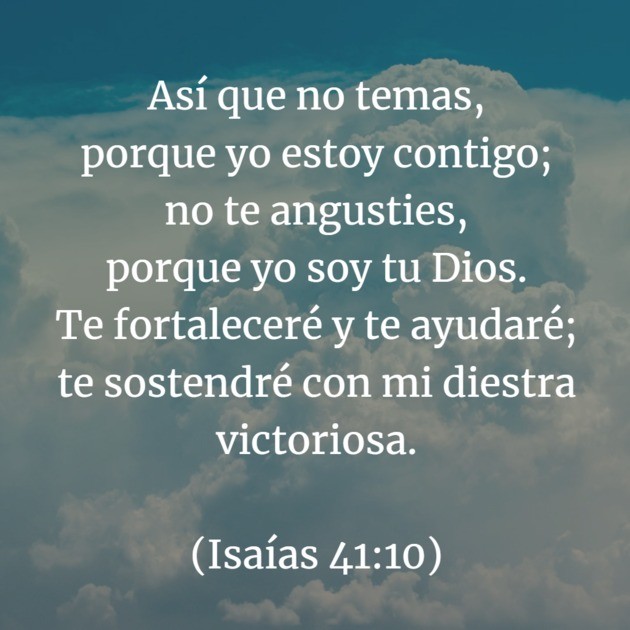 Así que no temas,
porque yo estoy contigo;
no te angusties,
porque yo soy tu Dios.
Te fortaleceré y te ayudaré;
te sostendré con mi diestra
victoriosa.
(Isaías 41:10)